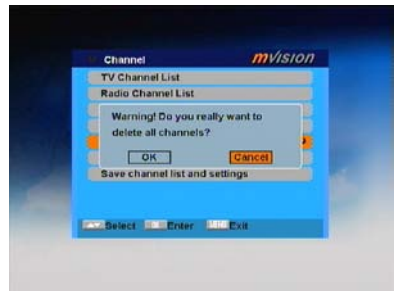 Channel
mvision
TV Channel List
Radio Channel List
Warning! Do you really want to
delete all channels?
OK
Cancel
Save channel list and settings
Select
Enter
MENU Exit